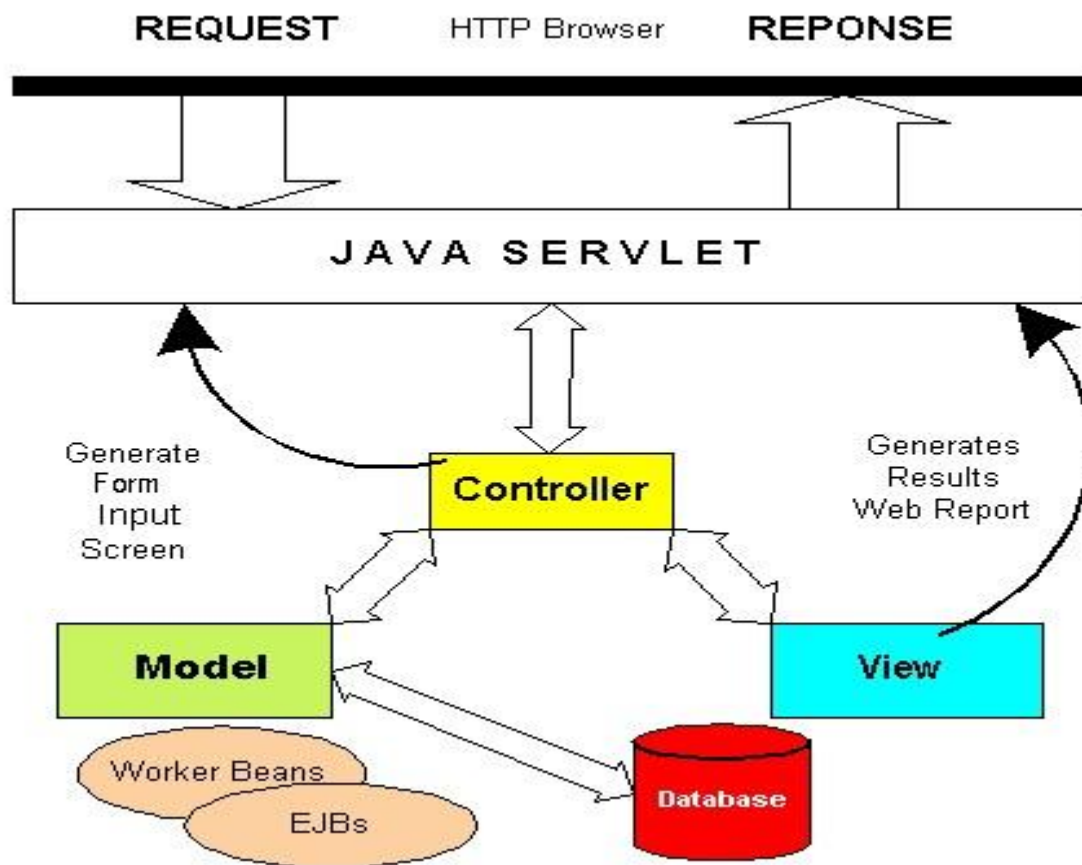 REQUEST HTTP Browser REPONSE
JAVA SERVLET
Generate
Form
Input
Screen
Controller
Generates
Results
Web Report
Model
View
Worker Beans
EJBs
Database